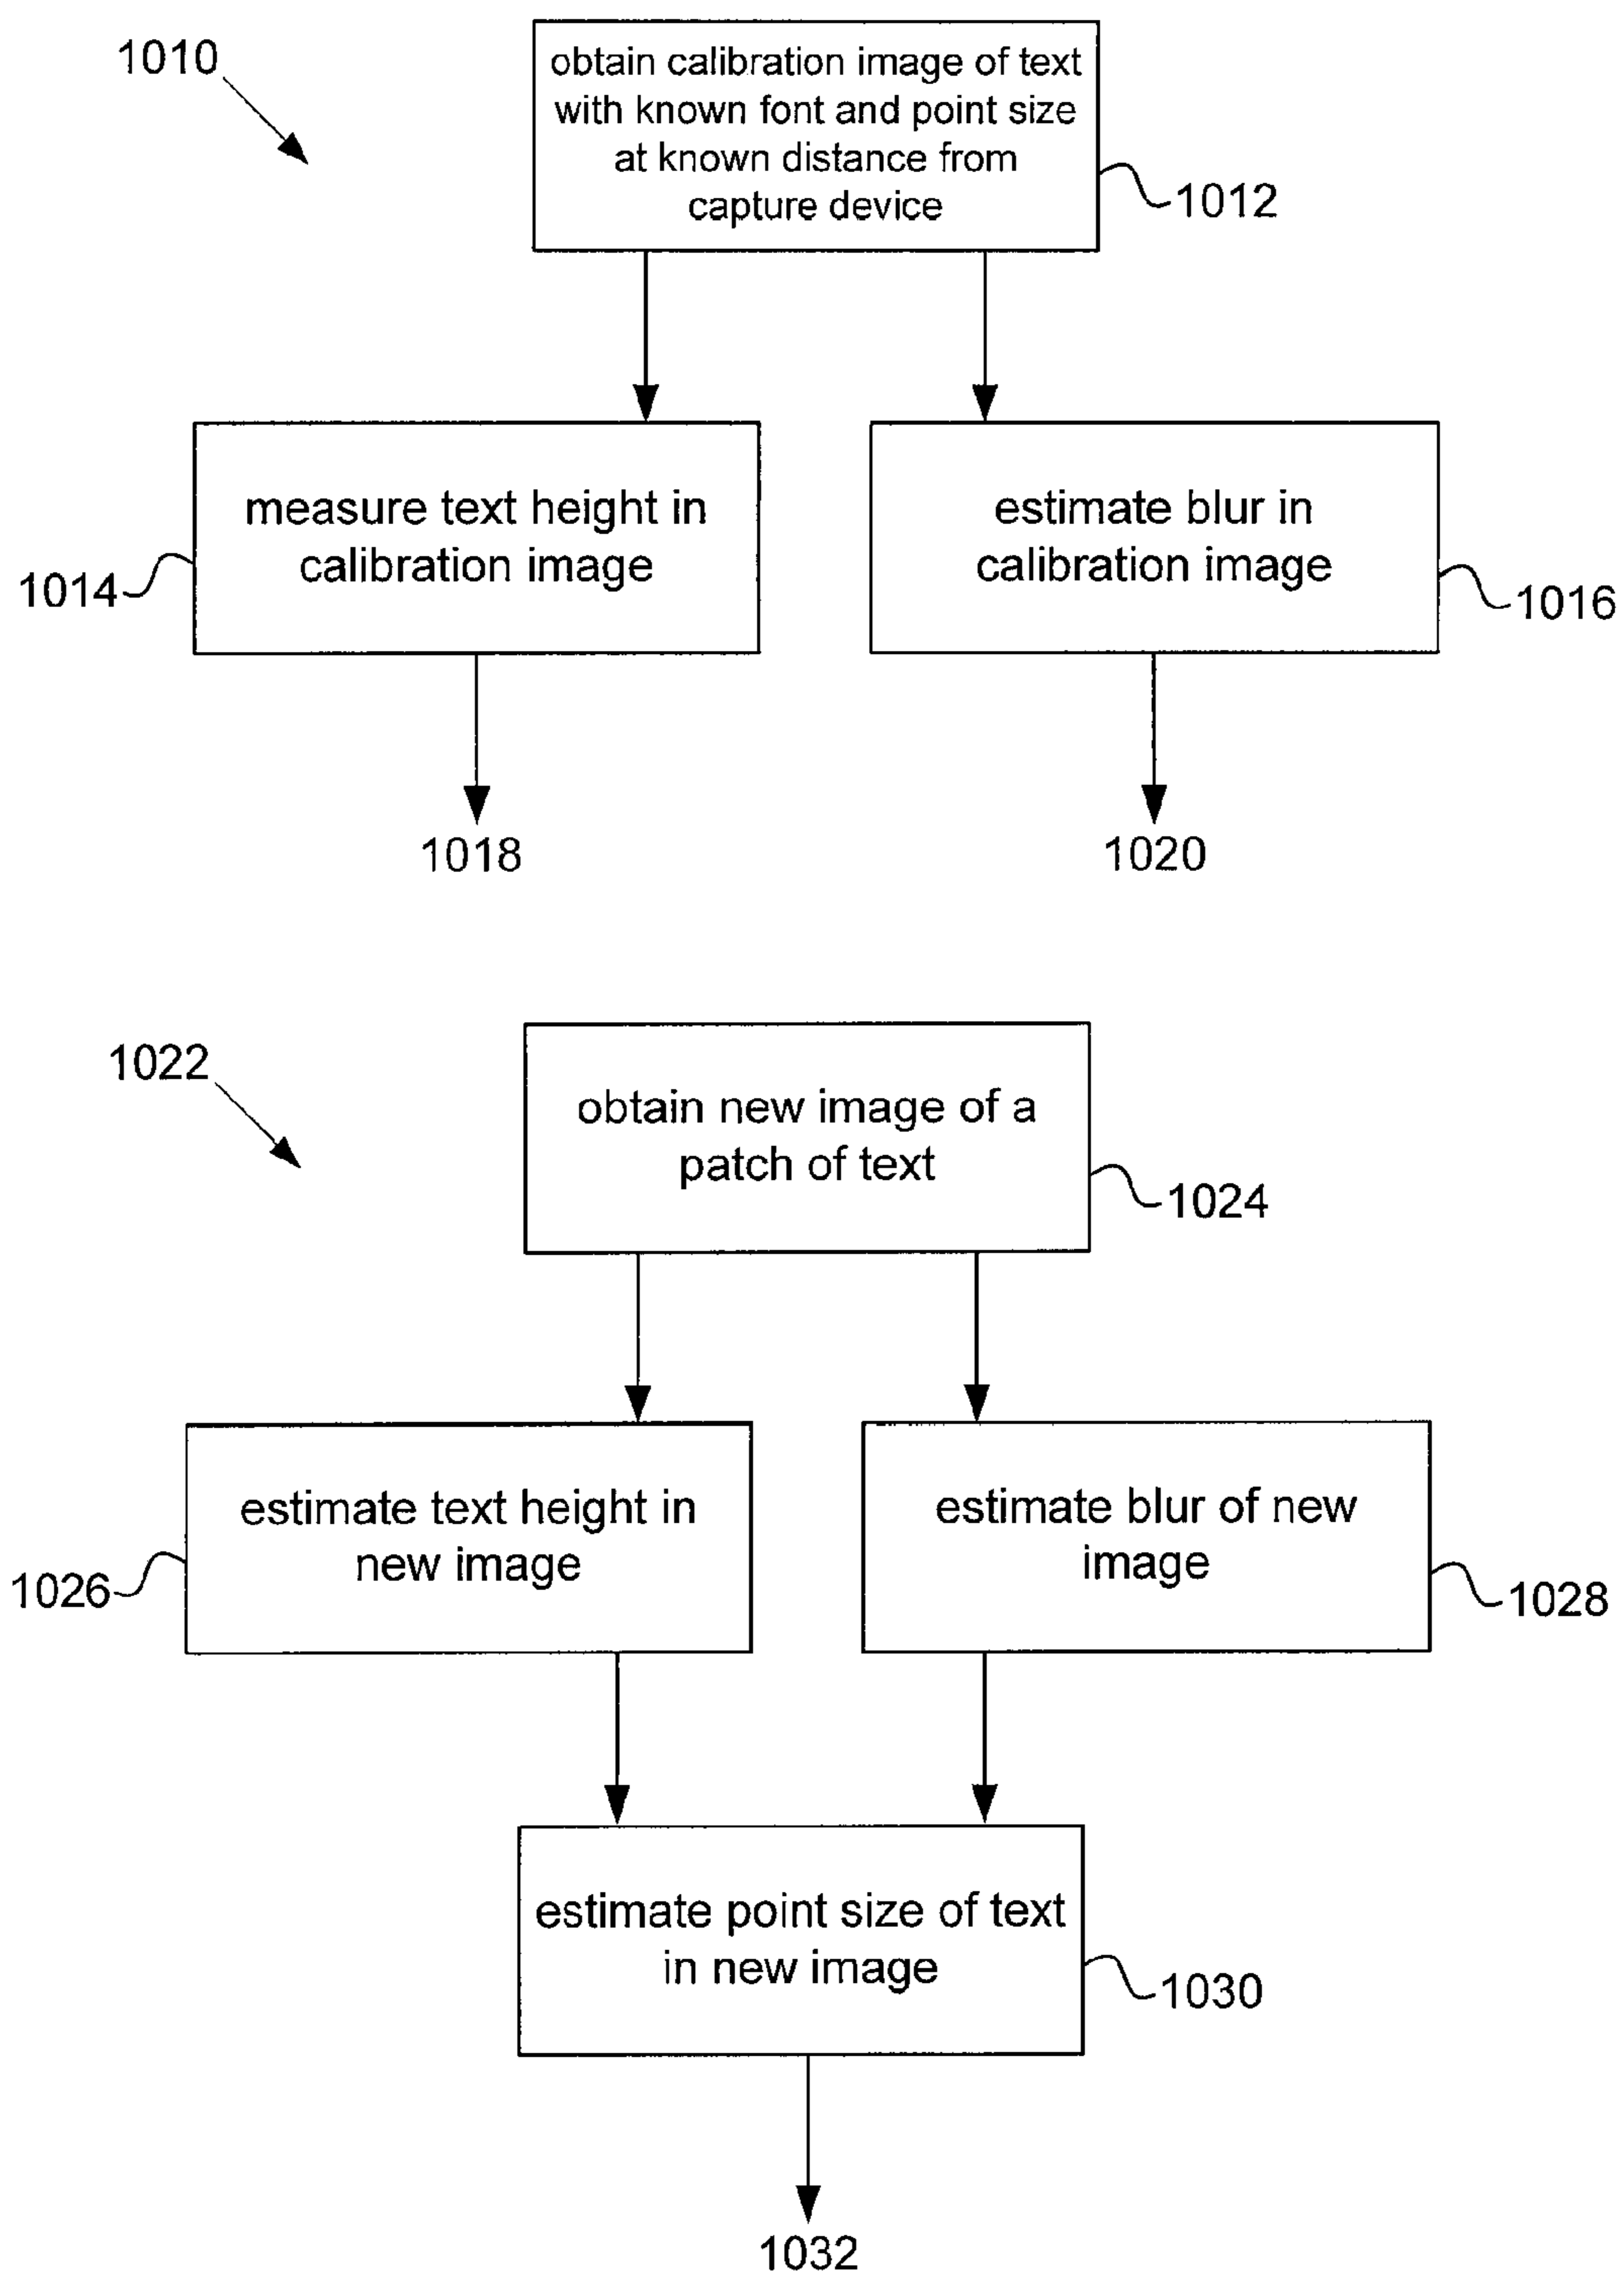 1010
obtain calibration image of text
with known font and point size
at known distance from
capture device
1012
measure text height in
calibration image
1014
estimate blur in
calibration image
1016
1018
1020
1022
obtain new image of a
patch of text
1024
estimate text height in
new image
1026
estimate blur of new
image
1028
estimate point size of text
in new image
1030
1032